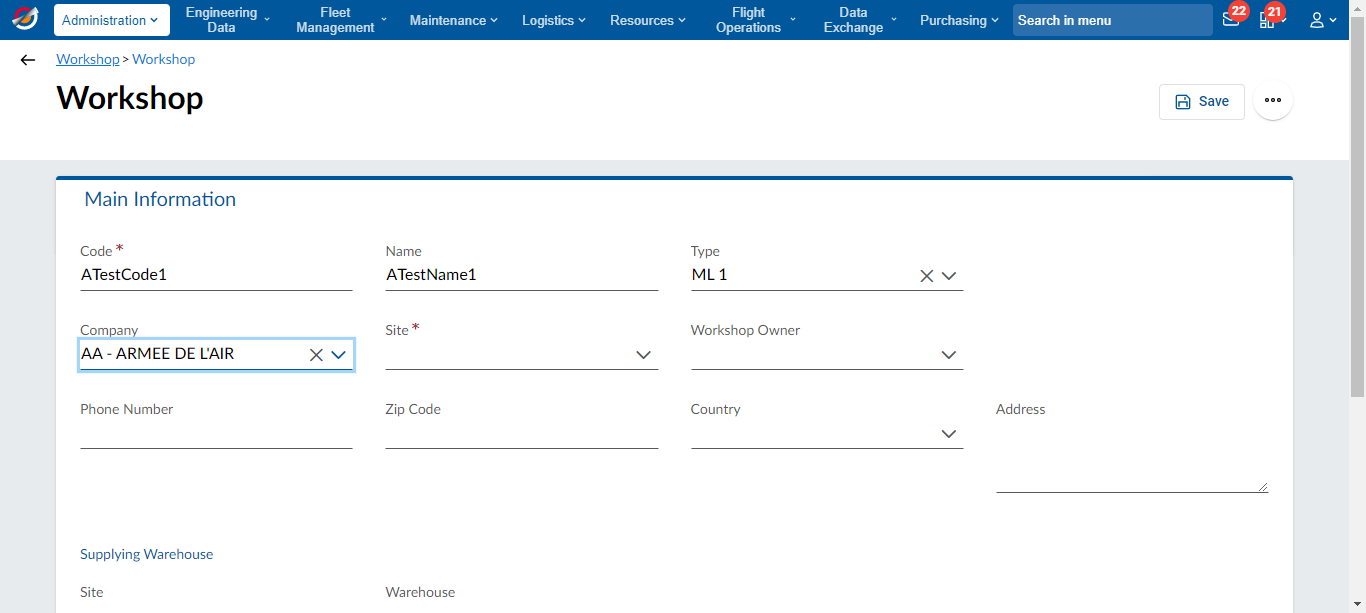 Administration
Engineering Data
Fleet Management
Maintenance
Logistics
Resources
Flight Operations
Data Exchange
Purchasing
Search in menu
22
21
Workshop > Workshop
Workshop
Save
Main Information
Code *
ATestCode1
Name
ATestName1
Type
ML 1
Company
AA - ARMEE DE L'AIR
Site *
Workshop Owner
Phone Number
Zip Code
Country
Address
Supplying Warehouse
Site
Warehouse